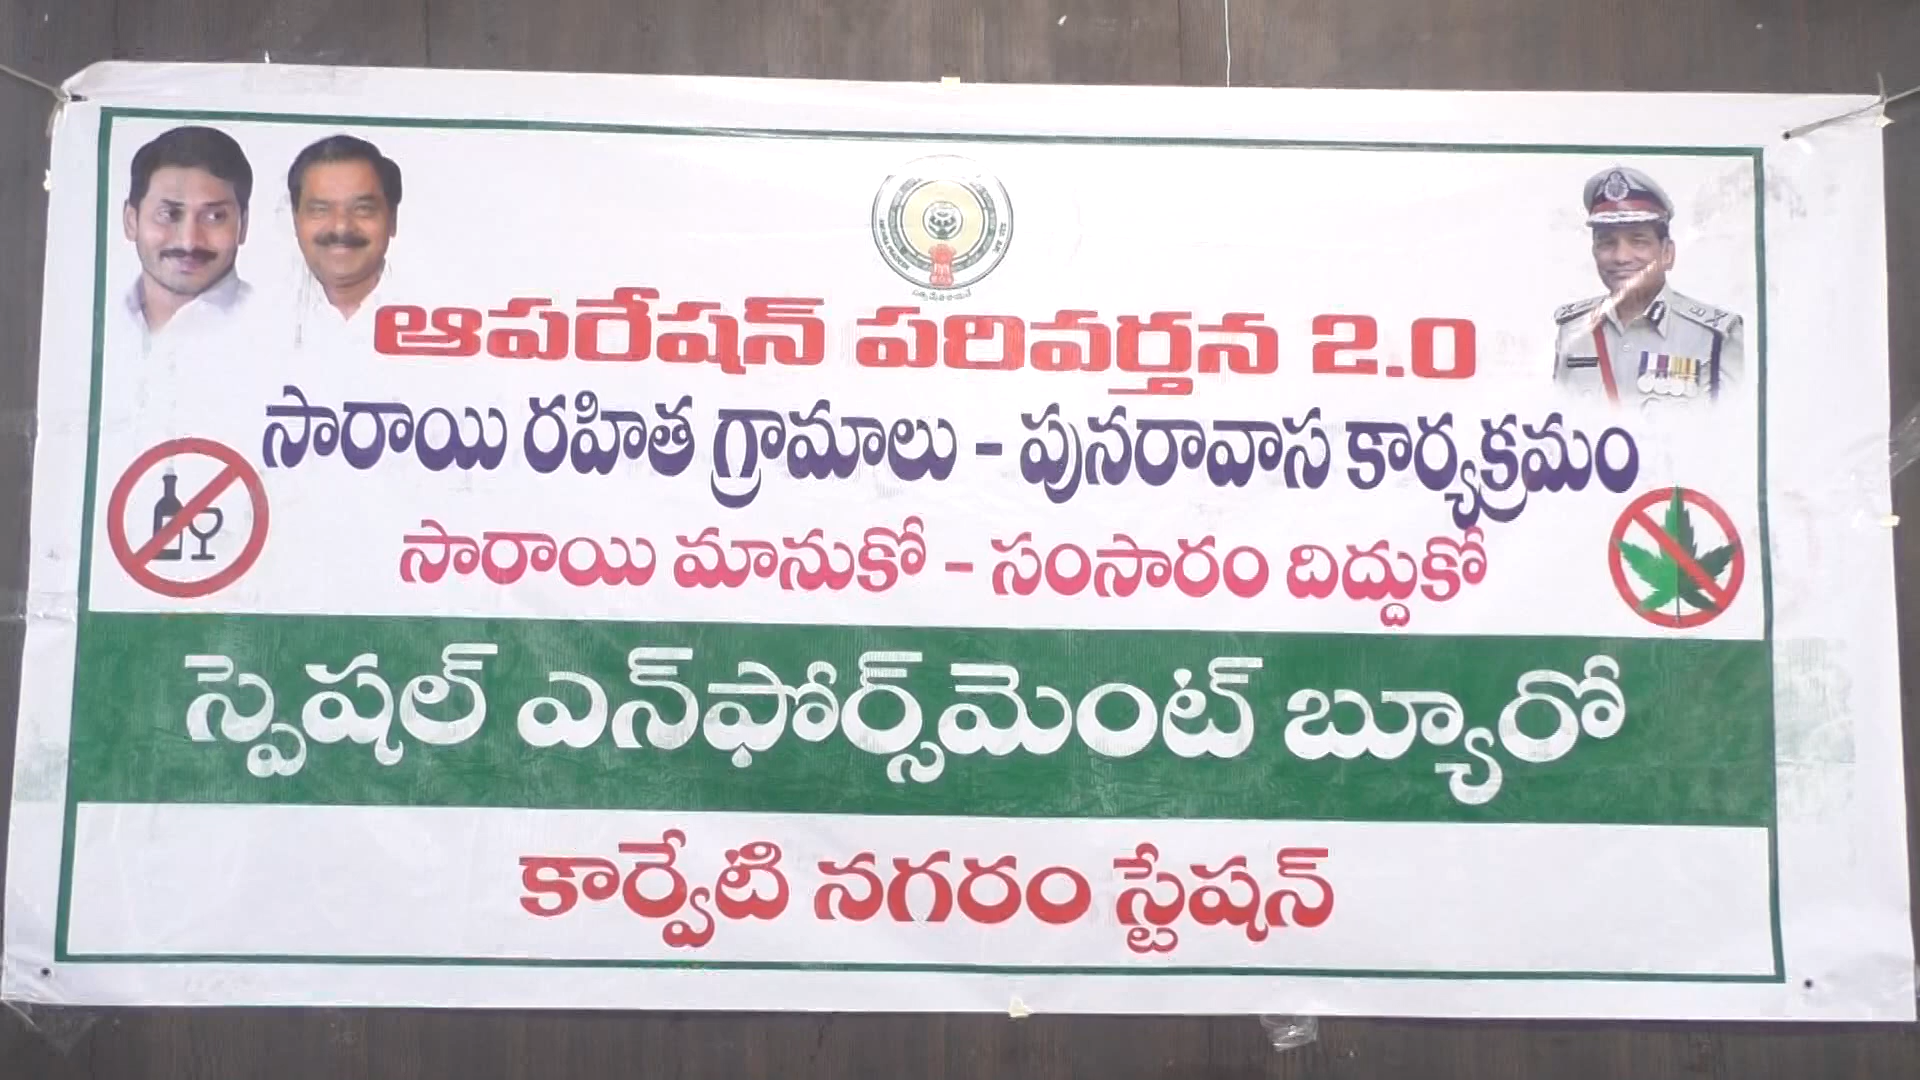 ఆపరేషన్ పరివర్తన 2.0
సారాయి రహిత గ్రామాలు - పునరావాస కార్యక్రమం
సారాయి మానుకో - సంసారం దిద్దుకో
స్పెషల్ ఎన్‌ఫోర్స్‌మెంట్ బ్యూరో
కార్వేటి నగరం స్టేషన్